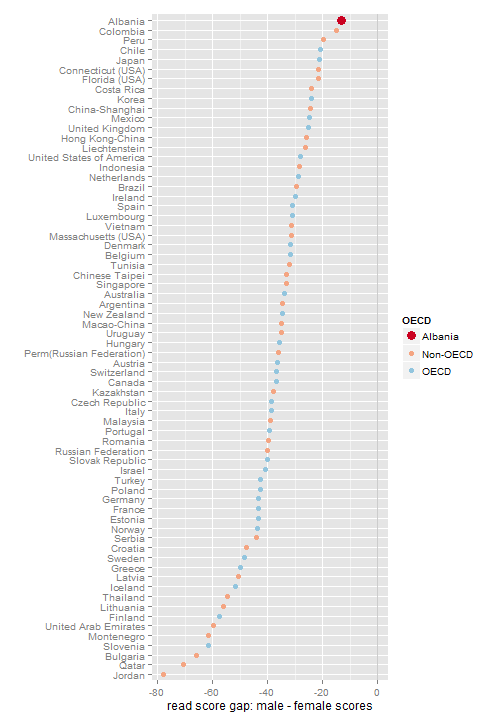 Albania
Colombia
Peru
Chile
Japan
Connecticut (USA)
Florida (USA)
Costa Rica
Korea
China-Shanghai
Mexico
United Kingdom
Hong Kong-China
Liechtenstein
United States of America
Indonesia
Netherlands
Brazil
Ireland
Spain
Luxembourg
Vietnam
Massachusetts (USA)
Denmark
Belgium
Tunisia
Chinese Taipei
Singapore
Australia
Argentina
New Zealand
Macao-China
Uruguay
Hungary
Perm(Russian Federation)
Austria
Switzerland
Canada
Kazakhstan
Czech Republic
Italy
Malaysia
Portugal
Romania
Russian Federation
Slovak Republic
Israel
Turkey
Poland
Germany
France
Estonia
Norway
Serbia
Croatia
Sweden
Greece
Latvia
Iceland
Thailand
Lithuania
Finland
United Arab Emirates
Montenegro
Slovenia
Bulgaria
Qatar
Jordan
-80 -60 -40 -20 0
read score gap: male - female scores
OECD
Albania
Non-OECD
OECD